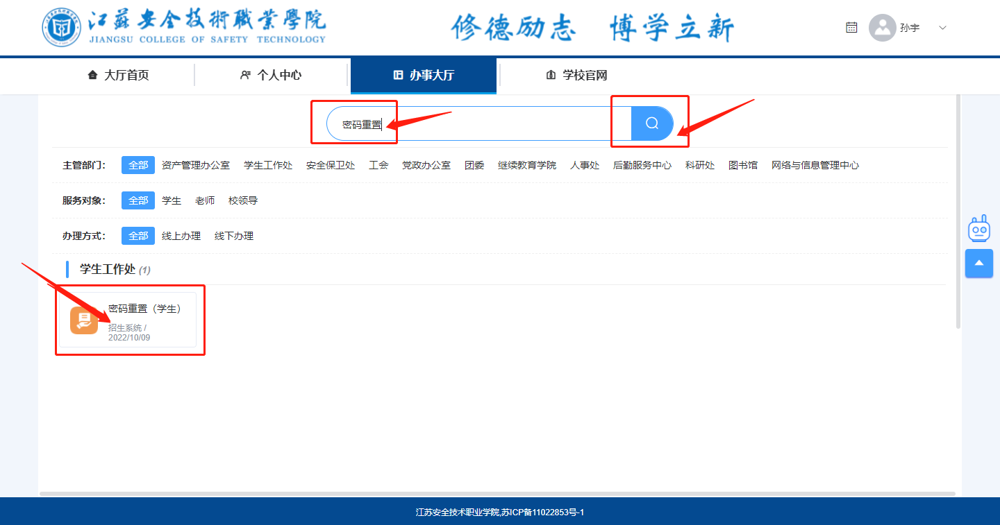 江蘇安全技術職業學院
JIANGSU COLLEGE OF SAFETY TECHNOLOGY
修德励志 博学立新
孙宇
大厅首页 个人中心 办事大厅 学校官网
密码重置
主管部门： 全部 资产管理办公室 学生工作处 安全保卫处 工会 党政办公室 团委 继续教育学院 人事处 后勤服务中心 科研处 图书馆 网络与信息管理中心
服务对象： 全部 学生 老师 校领导
办理方式： 全部 线上办理 线下办理
学生工作处 (1)
密码重置（学生）
招生系统 /
2022/10/09
江苏安全技术职业学院,苏ICP备11022853号-1